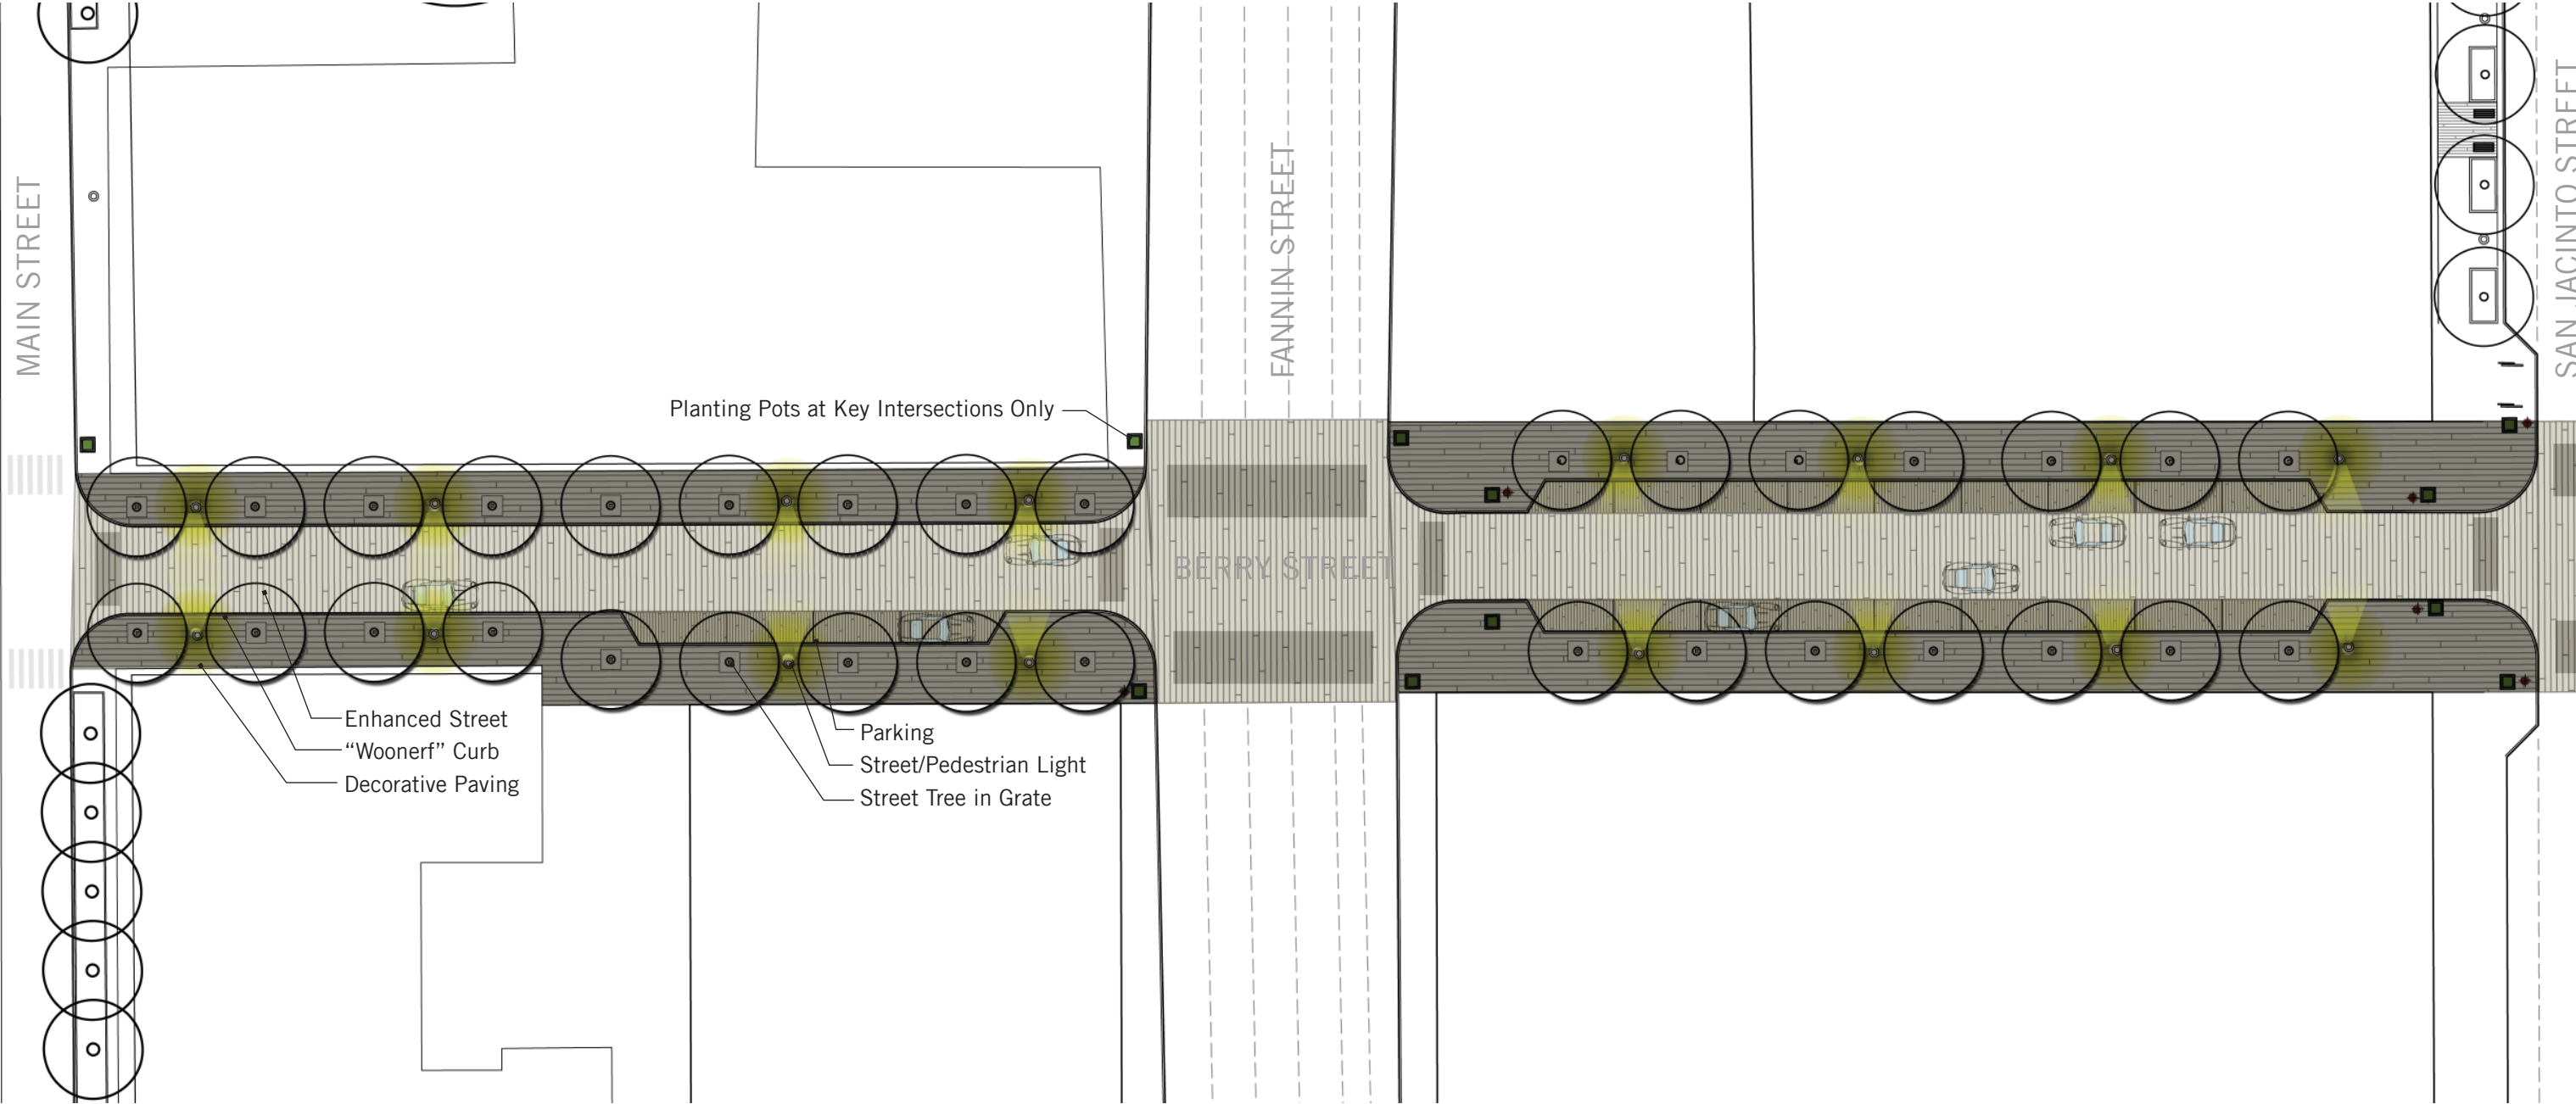 MAIN STREET
FANNIN STREET
SAN JACINTO STREET
Planting Pots at Key Intersections Only
BERRY STREET
Enhanced Street
“Woonerf” Curb
Decorative Paving
Parking
Street/Pedestrian Light
Street Tree in Grate